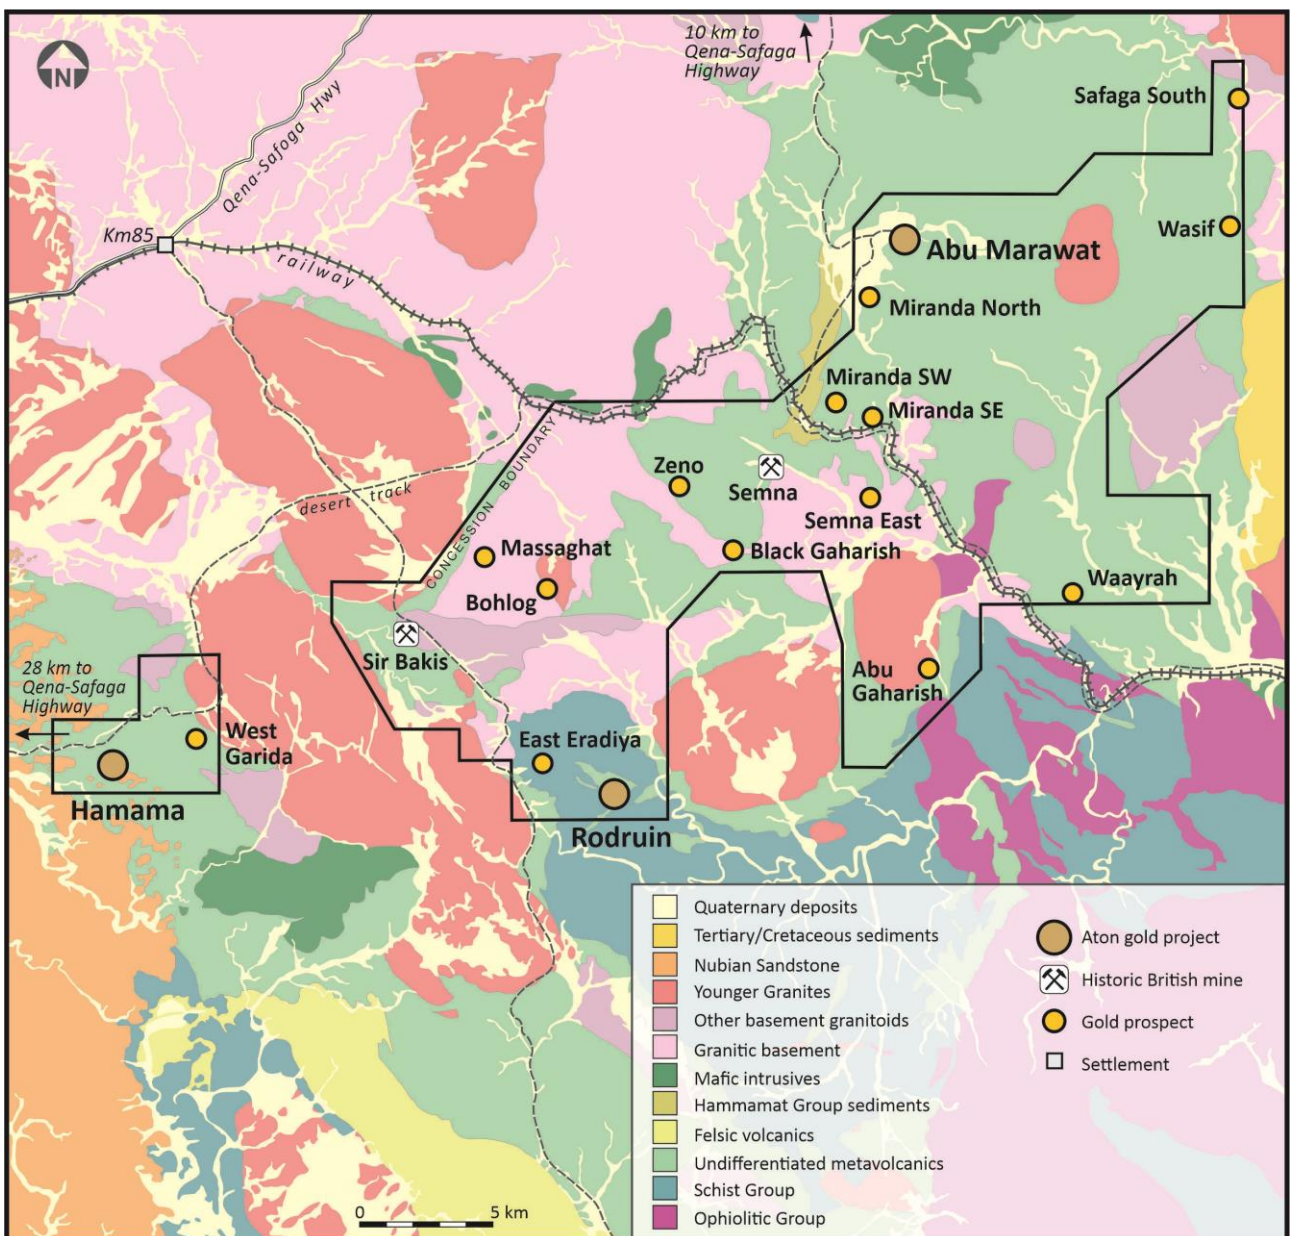 10 km to
Qena-Safaga
Highway
N
Qena-Safoga Hwy
Safaga South
Km85
railway
Wasif
Abu Marawat
Miranda North
Miranda SW
Miranda SE
CONCESSION BOUNDARY
Zeno
Semna
desert track
Semna East
Massaghat
Black Gaharish
Bohlog
Waayrah
Sir Bakis
28 km to
Qena-Safaga
Highway
Abu
Gaharish
West
Garida
East Eradiya
Hamama
Rodruin
Quaternary deposits
Tertiary/Cretaceous sediments
Nubian Sandstone
Younger Granites
Other basement granitoids
Granitic basement
Mafic intrusives
Hammamat Group sediments
Felsic volcanics
Undifferentiated metavolcanics
Schist Group
Ophiolitic Group
Aton gold project
Historic British mine
Gold prospect
Settlement
0 5 km